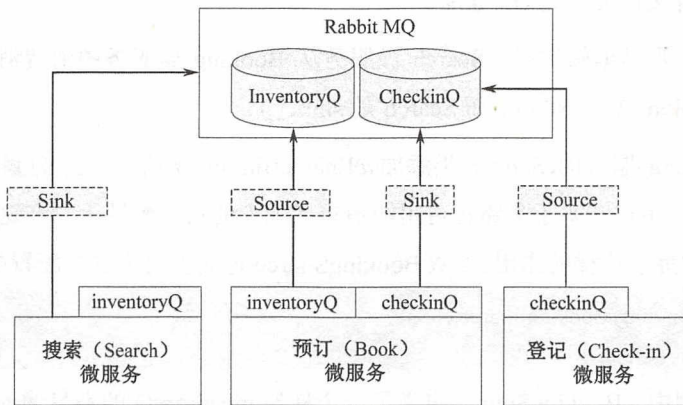 Rabbit MQ
InventoryQ
CheckinQ
Sink
Source
Sink
Source
inventoryQ
inventoryQ
checkinQ
checkinQ
搜索（Search）
微服务
预订（Book）
微服务
登记（Check-in）
微服务